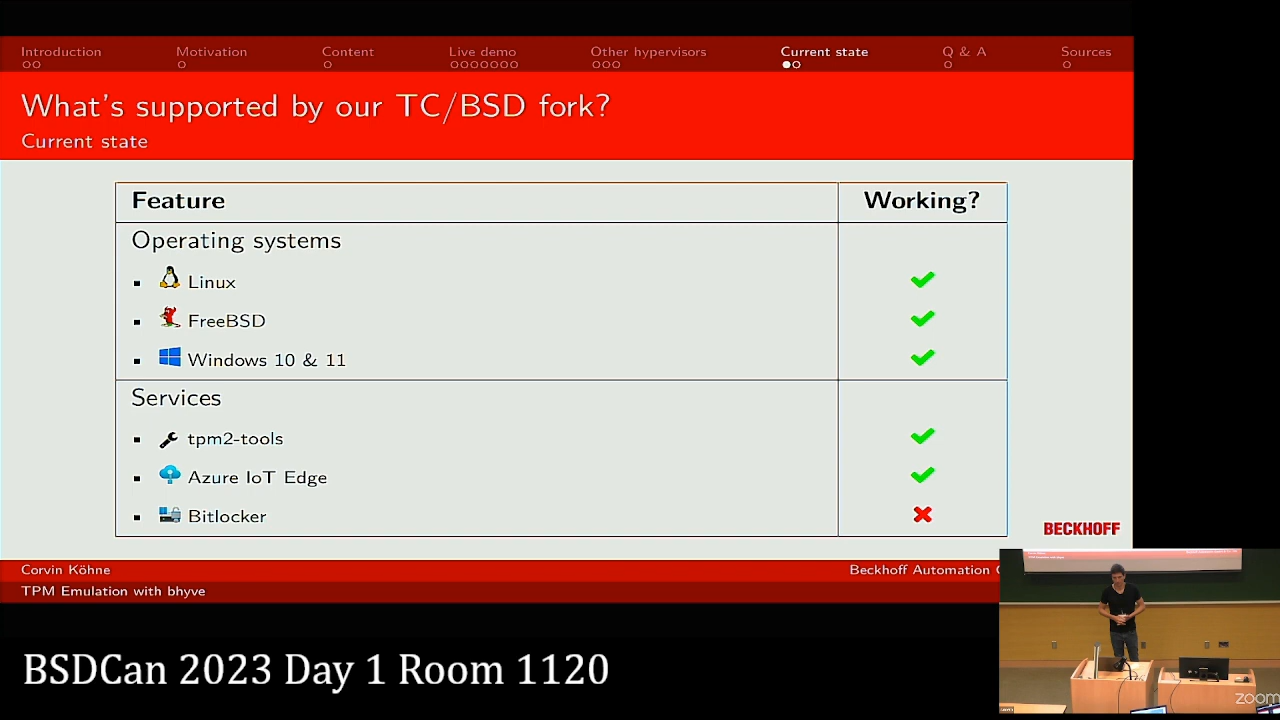 Introduction Motivation Content Live demo Other hypervisors Current state Q & A Sources
What's supported by our TC/BSD fork?
Current state
Feature Working?
Operating systems
Linux
FreeBSD
Windows 10 & 11
Services
tpm2-tools
Azure IoT Edge
Bitlocker
BECKHOFF
Corvin Köhne Beckhoff Automation
TPM Emulation with bhyve
BSDCan 2023 Day 1 Room 1120
zoom